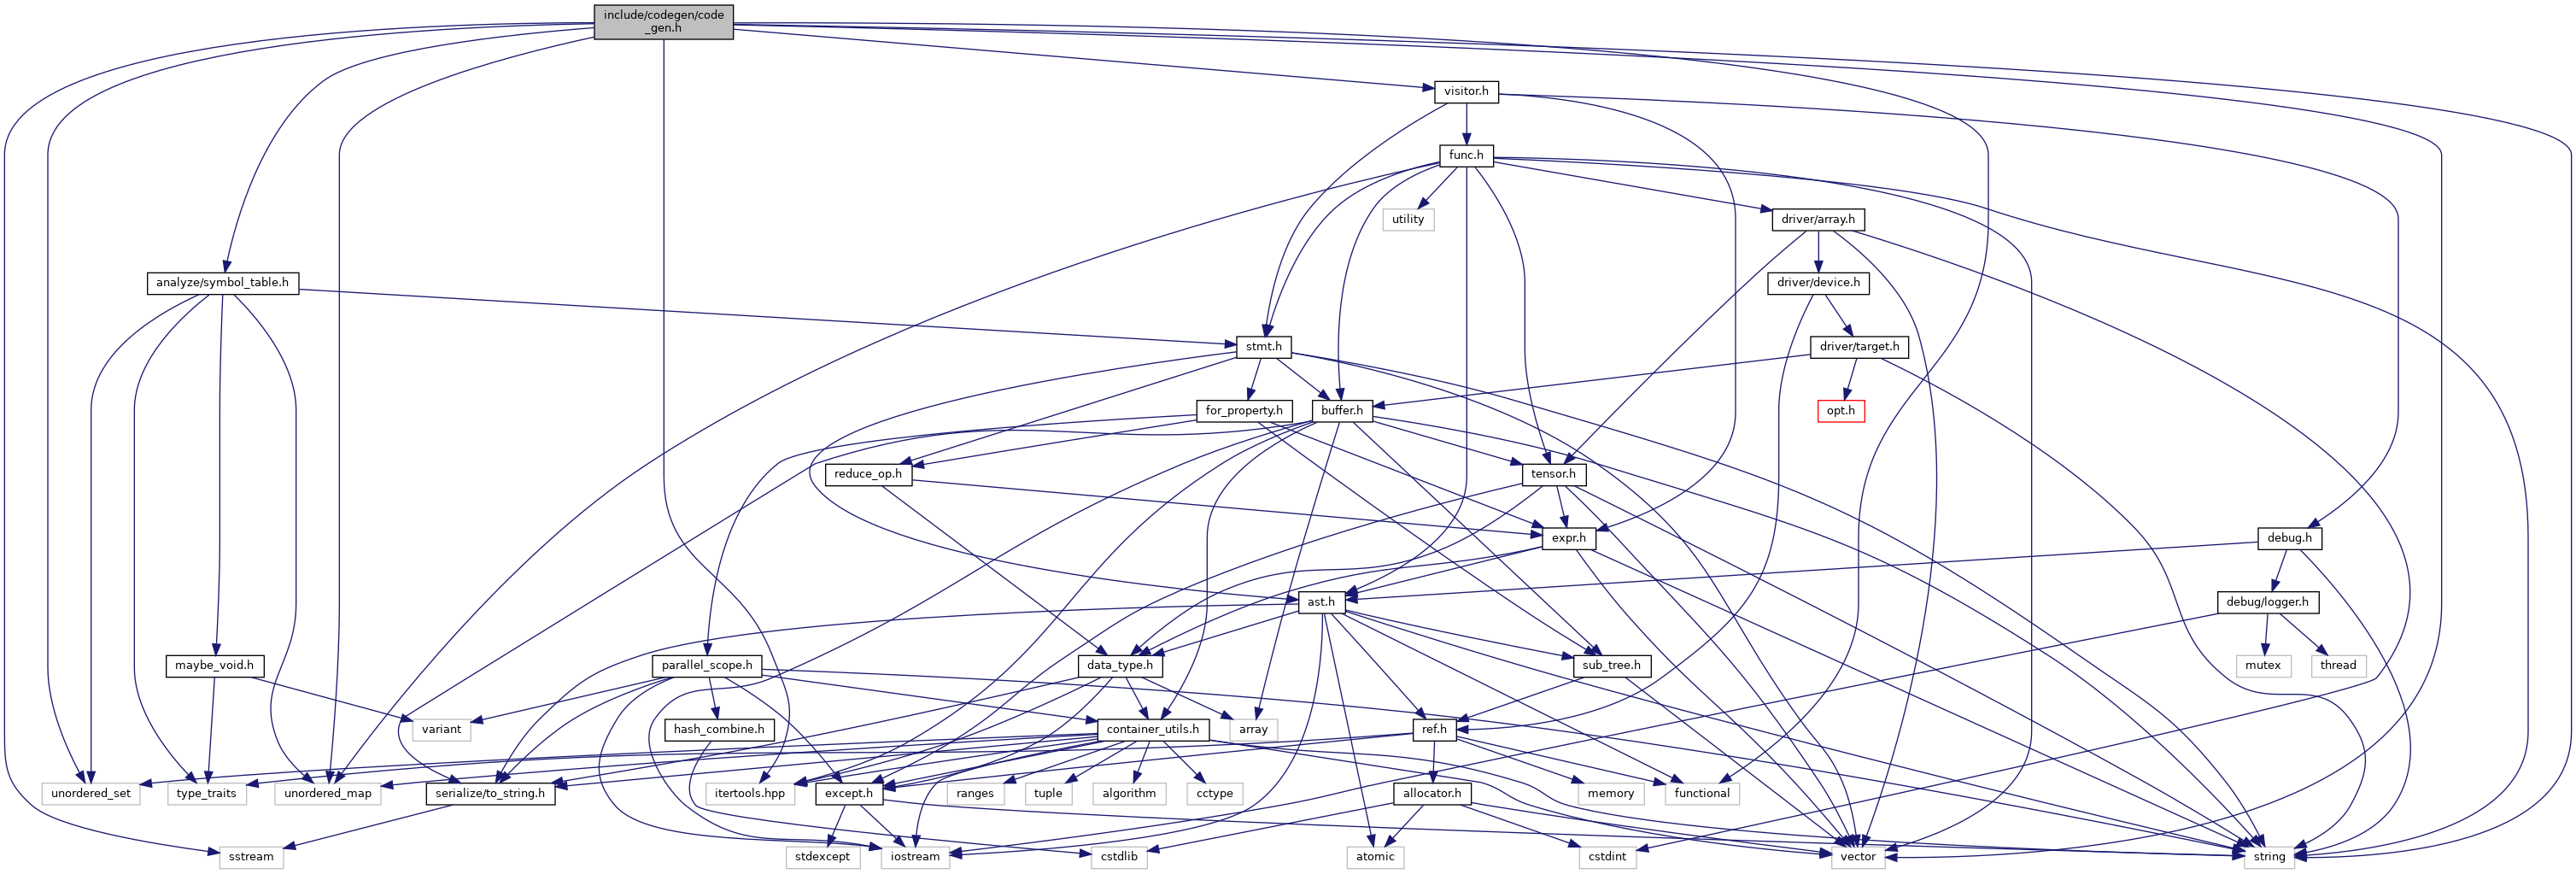 include/codegen/code
_gen.h
visitor.h
func.h
utility
driver/array.h
analyze/symbol_table.h
driver/device.h
stmt.h
driver/target.h
for_property.h
buffer.h
opt.h
reduce_op.h
tensor.h
expr.h
debug.h
ast.h
debug/logger.h
maybe_void.h
parallel_scope.h
data_type.h
sub_tree.h
mutex
thread
variant
hash_combine.h
container_utils.h
array
ref.h
unordered_set
type_traits
unordered_map
serialize/to_string.h
itertools.hpp
except.h
ranges
tuple
algorithm
cctype
allocator.h
memory
functional
sstream
stdexcept
iostream
cstdlib
atomic
cstdint
vector
string